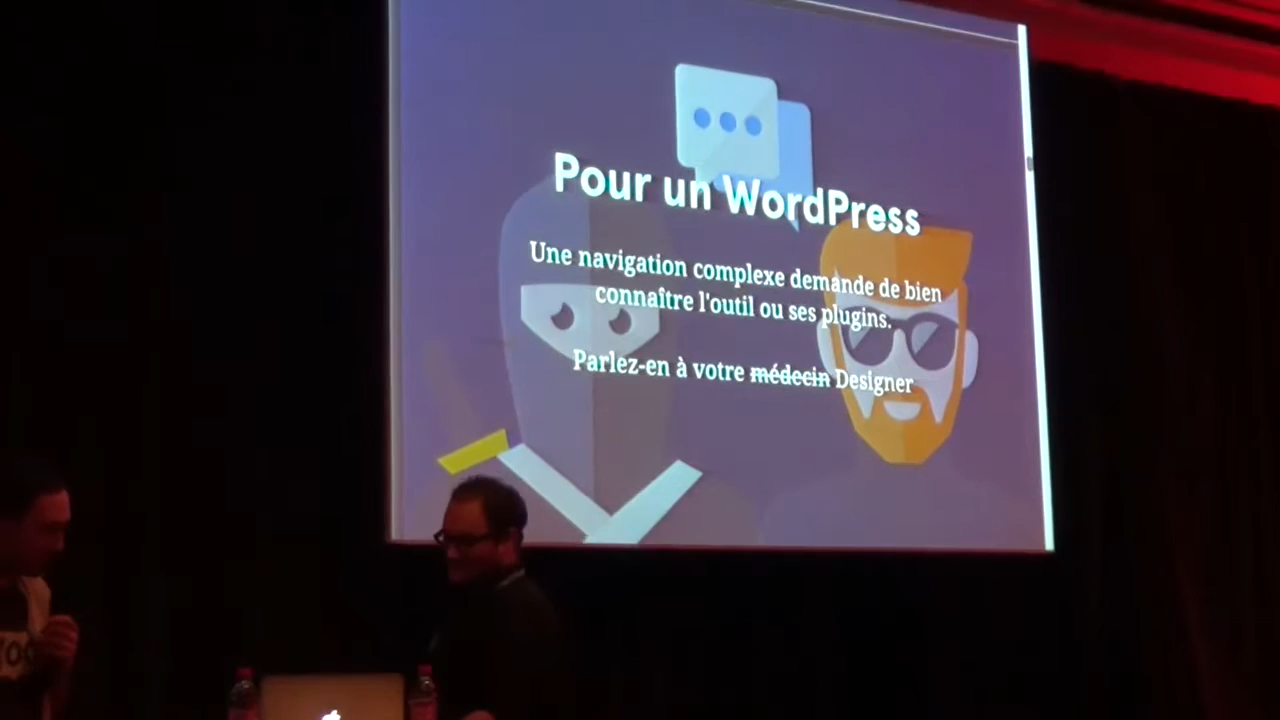 Pour un WordPress
Une navigation complexe demande de bien
connaître l'outil ou ses plugins.
Parlez-en à votre médecin Designer